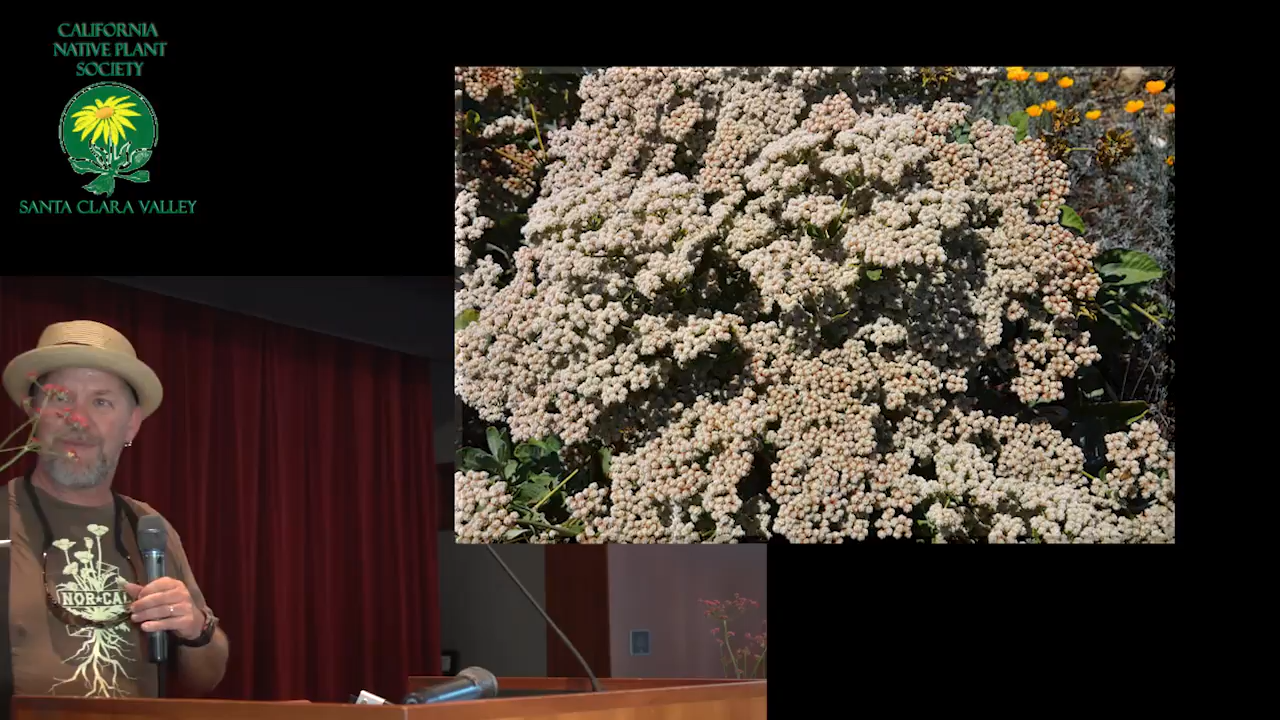 CALIFORNIA
NATIVE PLANT
SOCIETY
SANTA CLARA VALLEY
NOR★CAL